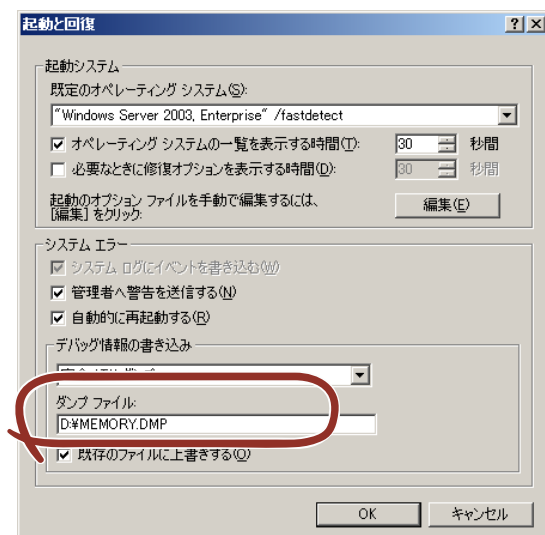 起動と回復
起動システム
既定のオペレーティング システム(S):
"Windows Server 2003, Enterprise" /fastdetect
オペレーティング システムの一覧を表示する時間(T): 30 秒間
必要なときに修復オプションを表示する時間(D): 30 秒間
起動のオプション ファイルを手動で編集するには、
[編集] をクリック:
編集(E)
システム エラー
システム ログにイベントを書き込む(W)
管理者へ警告を送信する(N)
自動的に再起動する(R)
デバッグ情報の書き込み
ダンプ ファイル:
D:¥MEMORY.DMP
既存のファイルに上書きする(O)
OK キャンセル